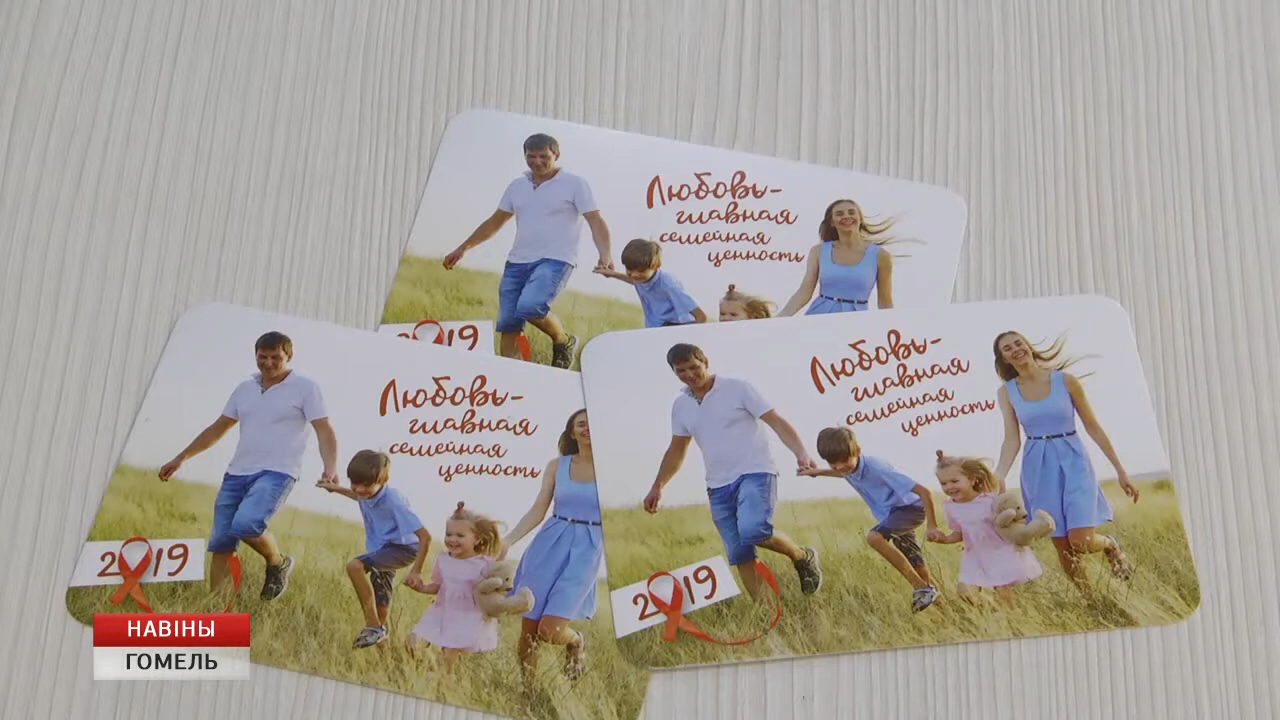 Любовь-
главная
семейная
ценность
2019
Любовь-
главная
семейная
ценность
2019
Любовь-
главная
семейная
ценность
2019
НАВІНЫ
ГОМЕЛЬ